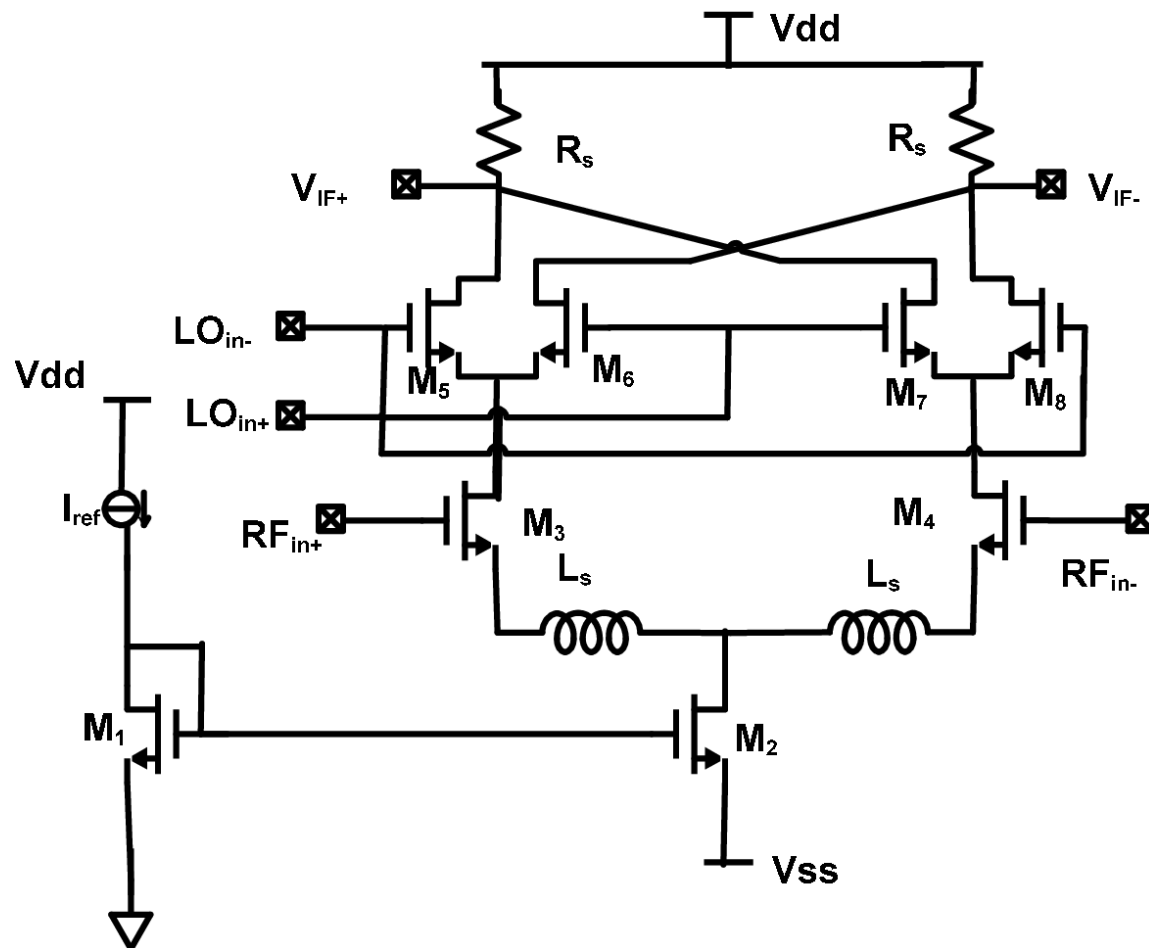 Vdd
Rs
Rs
VIF+
VIF-
LOin-
M5
M6
M7
M8
Vdd
LOin+
Iref
RFin+
M3
M4
RFin-
Ls
Ls
M1
M2
Vss